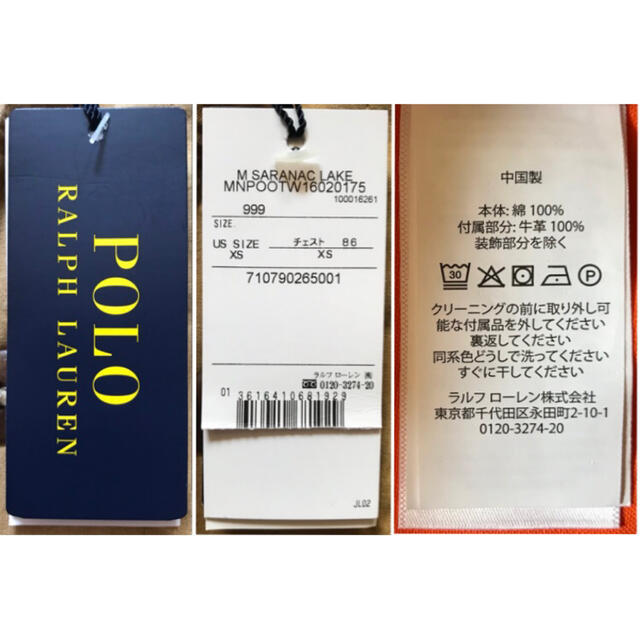 POLO
RALPH LAUREN
M SARANAC LAKE
MNPOOTW16020175
100016261
999
SIZE.
US SIZE チェスト 86
XS XS
710790265001
ラルフ ローレン ㈱
0120-3274-20
01
3616410681929
JL02
中国製
本体: 綿 100%
付属部分: 牛革 100%
装飾部分を除く
30
P
クリーニングの前に取り外し可
能な付属品を外してください
裏返してください
同系色どうしで洗ってください
すぐに干してください
ラルフ ローレン株式会社
東京都千代田区永田町2-10-1
0120-3274-20